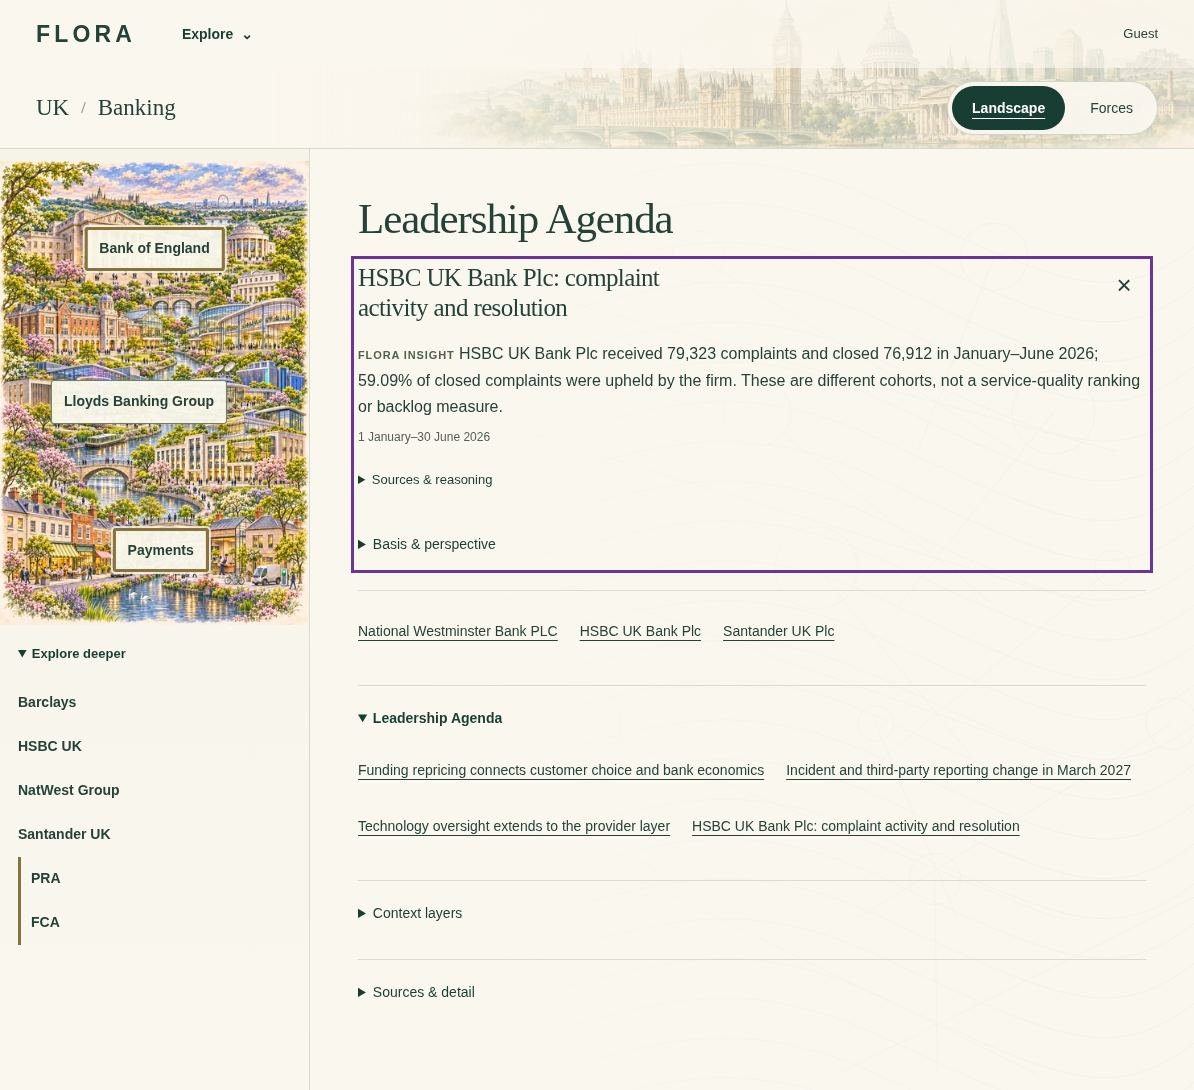 FLORA
Explore
Guest
UK / Banking
Landscape
Forces
Bank of England
Lloyds Banking Group
Payments
Explore deeper
Barclays
HSBC UK
NatWest Group
Santander UK
PRA
FCA
Leadership Agenda
HSBC UK Bank Plc: complaint
activity and resolution
FLORA INSIGHT HSBC UK Bank Plc received 79,323 complaints and closed 76,912 in January–June 2026;
59.09% of closed complaints were upheld by the firm. These are different cohorts, not a service-quality ranking
or backlog measure.
1 January–30 June 2026
Sources & reasoning
Basis & perspective
National Westminster Bank PLC HSBC UK Bank Plc Santander UK Plc
Leadership Agenda
Funding repricing connects customer choice and bank economics Incident and third-party reporting change in March 2027
Technology oversight extends to the provider layer HSBC UK Bank Plc: complaint activity and resolution
Context layers
Sources & detail